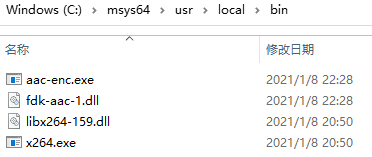 Windows (C:) > msys64 > usr > local > bin
名称 修改日期
aac-enc.exe 2021/1/8 22:28
fdk-aac-1.dll 2021/1/8 22:28
libx264-159.dll 2021/1/8 20:50
x264.exe 2021/1/8 20:50